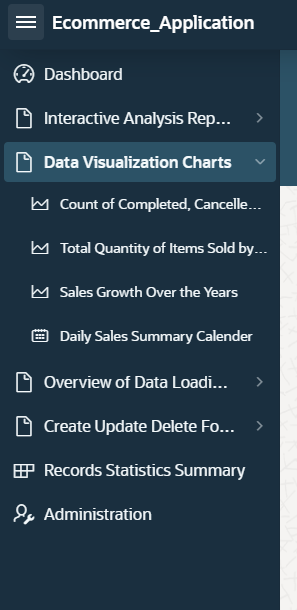 Ecommerce_Application
Dashboard
Interactive Analysis Rep...
Data Visualization Charts
Count of Completed, Cancelle...
Total Quantity of Items Sold by...
Sales Growth Over the Years
Daily Sales Summary Calender
Overview of Data Loadi...
Create Update Delete Fo...
Records Statistics Summary
Administration